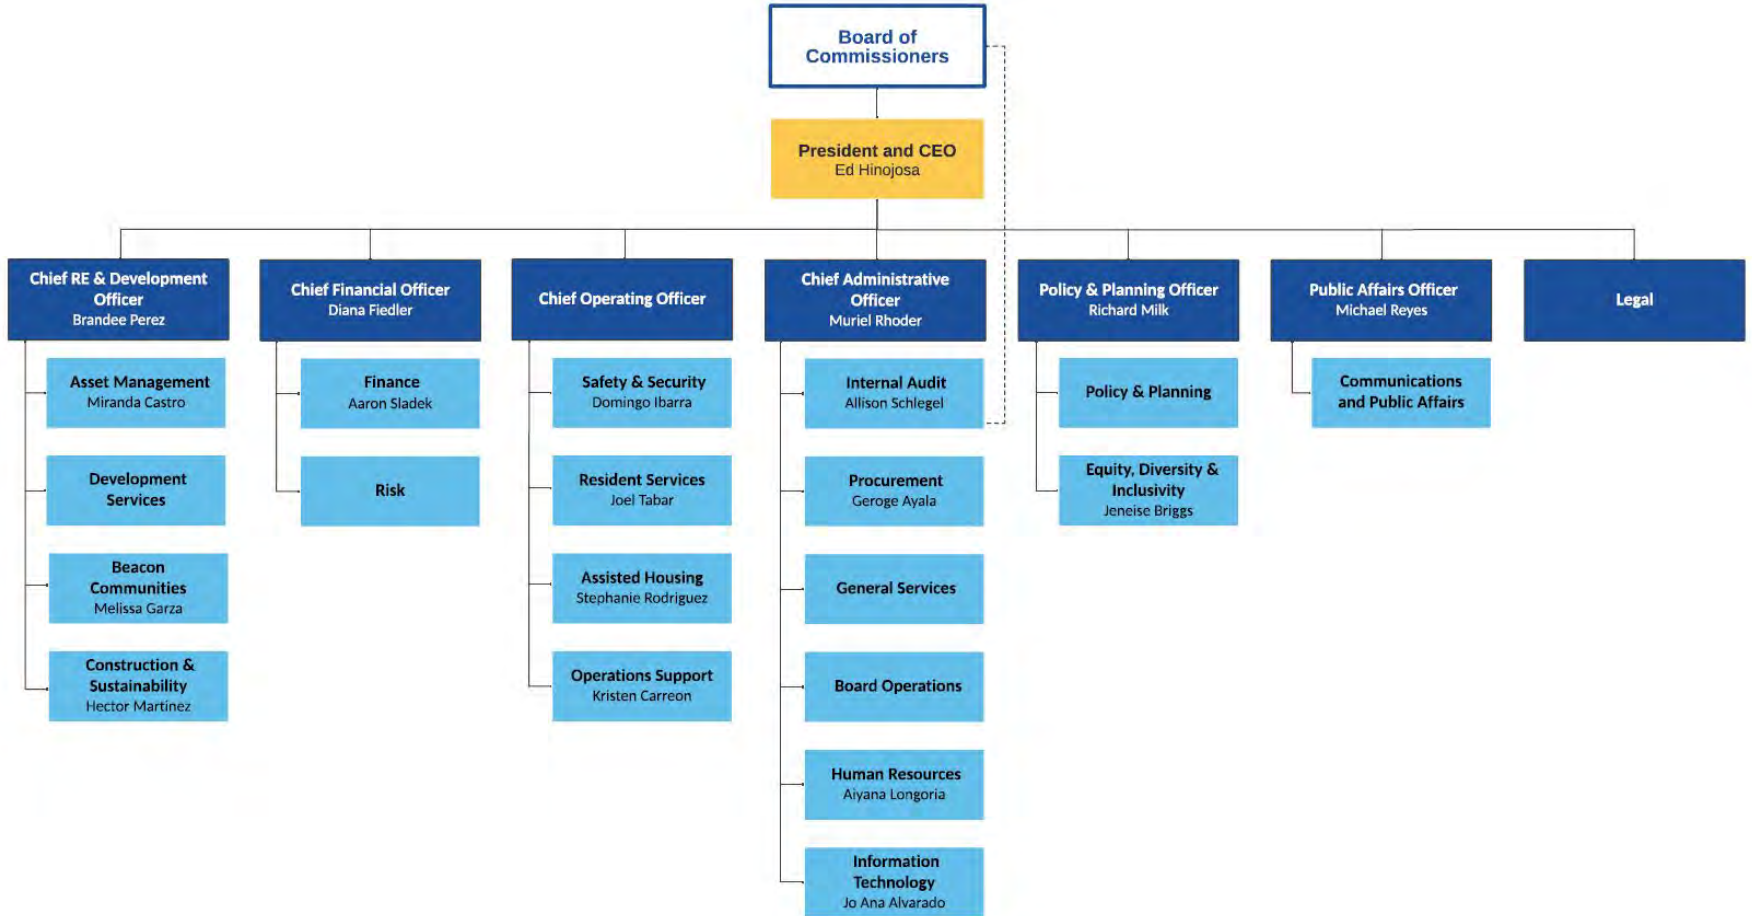 Board of
Commissioners
President and CEO
Ed Hinojosa
Chief RE & Development
Officer
Brandee Perez
Chief Financial Officer
Diana Fiedler
Chief Operating Officer
Chief Administrative
Officer
Muriel Rhoder
Policy & Planning Officer
Richard Milk
Public Affairs Officer
Michael Reyes
Legal
Asset Management
Miranda Castro
Development
Services
Beacon
Communities
Melissa Garza
Construction &
Sustainability
Hector Martinez
Finance
Aaron Sladek
Risk
Safety & Security
Domingo Ibarra
Resident Services
Joel Tabar
Assisted Housing
Stephanie Rodriguez
Operations Support
Kristen Carreon
Internal Audit
Allison Schlegel
Procurement
Geroge Ayala
General Services
Board Operations
Human Resources
Aiyana Longoria
Information
Technology
Jo Ana Alvarado
Policy & Planning
Equity, Diversity &
Inclusivity
Jeneise Briggs
Communications
and Public Affairs